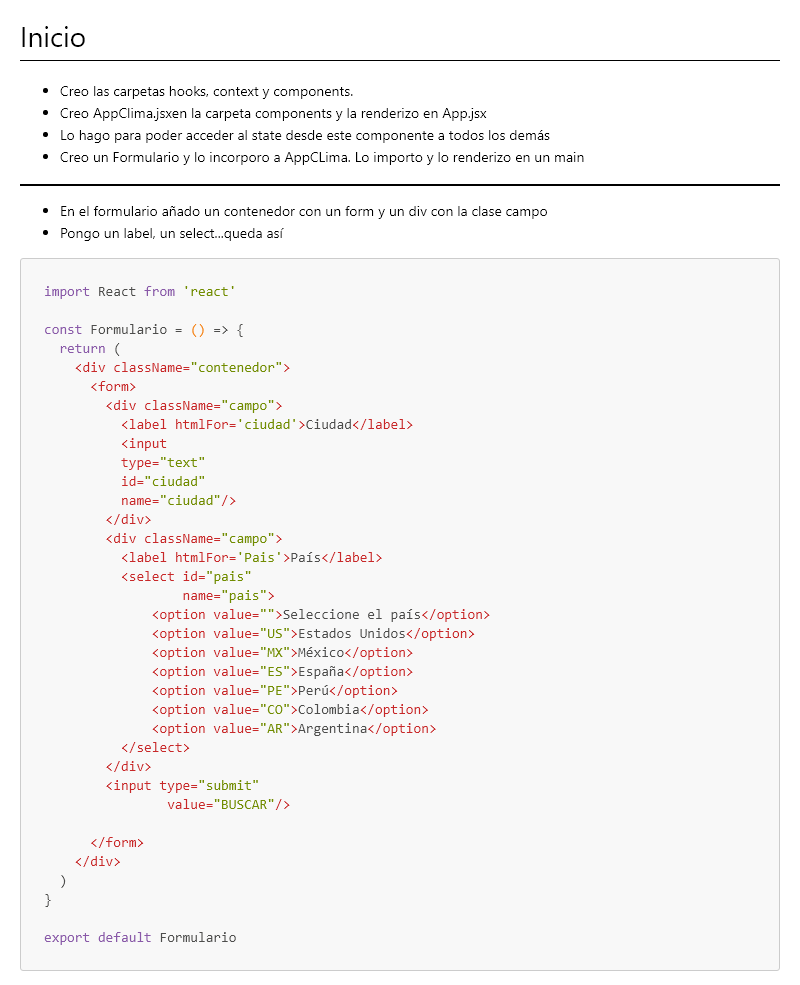 Inicio
Creo las carpetas hooks, context y components.
Creo AppClima.jsxen la carpeta components y la renderizo en App.jsx
Lo hago para poder acceder al state desde este componente a todos los demás
Creo un Formulario y lo incorporo a AppCLima. Lo importo y lo renderizo en un main
En el formulario añado un contenedor con un form y un div con la clase campo
Pongo un label, un select...queda así
import React from 'react'
const Formulario = () => {
  return (
    <div className="contenedor">
      <form>
        <div className="campo">
          <label htmlFor='ciudad'>Ciudad</label>
          <input
          type="text"
          id="ciudad"
          name="ciudad"/>
        </div>
        <div className="campo">
          <label htmlFor='Pais'>País</label>
          <select id="pais"
                  name="pais">
              <option value="">Seleccione el país</option>
              <option value="US">Estados Unidos</option>
              <option value="MX">México</option>
              <option value="ES">España</option>
              <option value="PE">Perú</option>
              <option value="CO">Colombia</option>
              <option value="AR">Argentina</option>
          </select>
        </div>
        <input type="submit"
                value="BUSCAR"/>
      </form>
    </div>
  )
}
export default Formulario